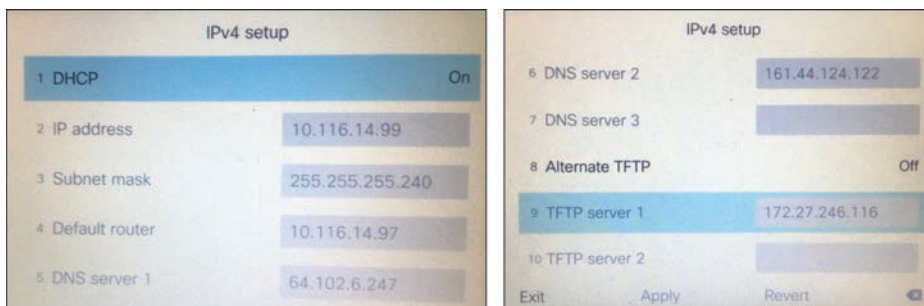 IPv4 setup
1 DHCP On
2 IP address 10.116.14.99
3 Subnet mask 255.255.255.240
4 Default router 10.116.14.97
5 DNS server 1 64.102.6.247
IPv4 setup
6 DNS server 2 161.44.124.122
7 DNS server 3
8 Alternate TFTP Off
9 TFTP server 1 172.27.246.116
10 TFTP server 2
Exit Apply Revert